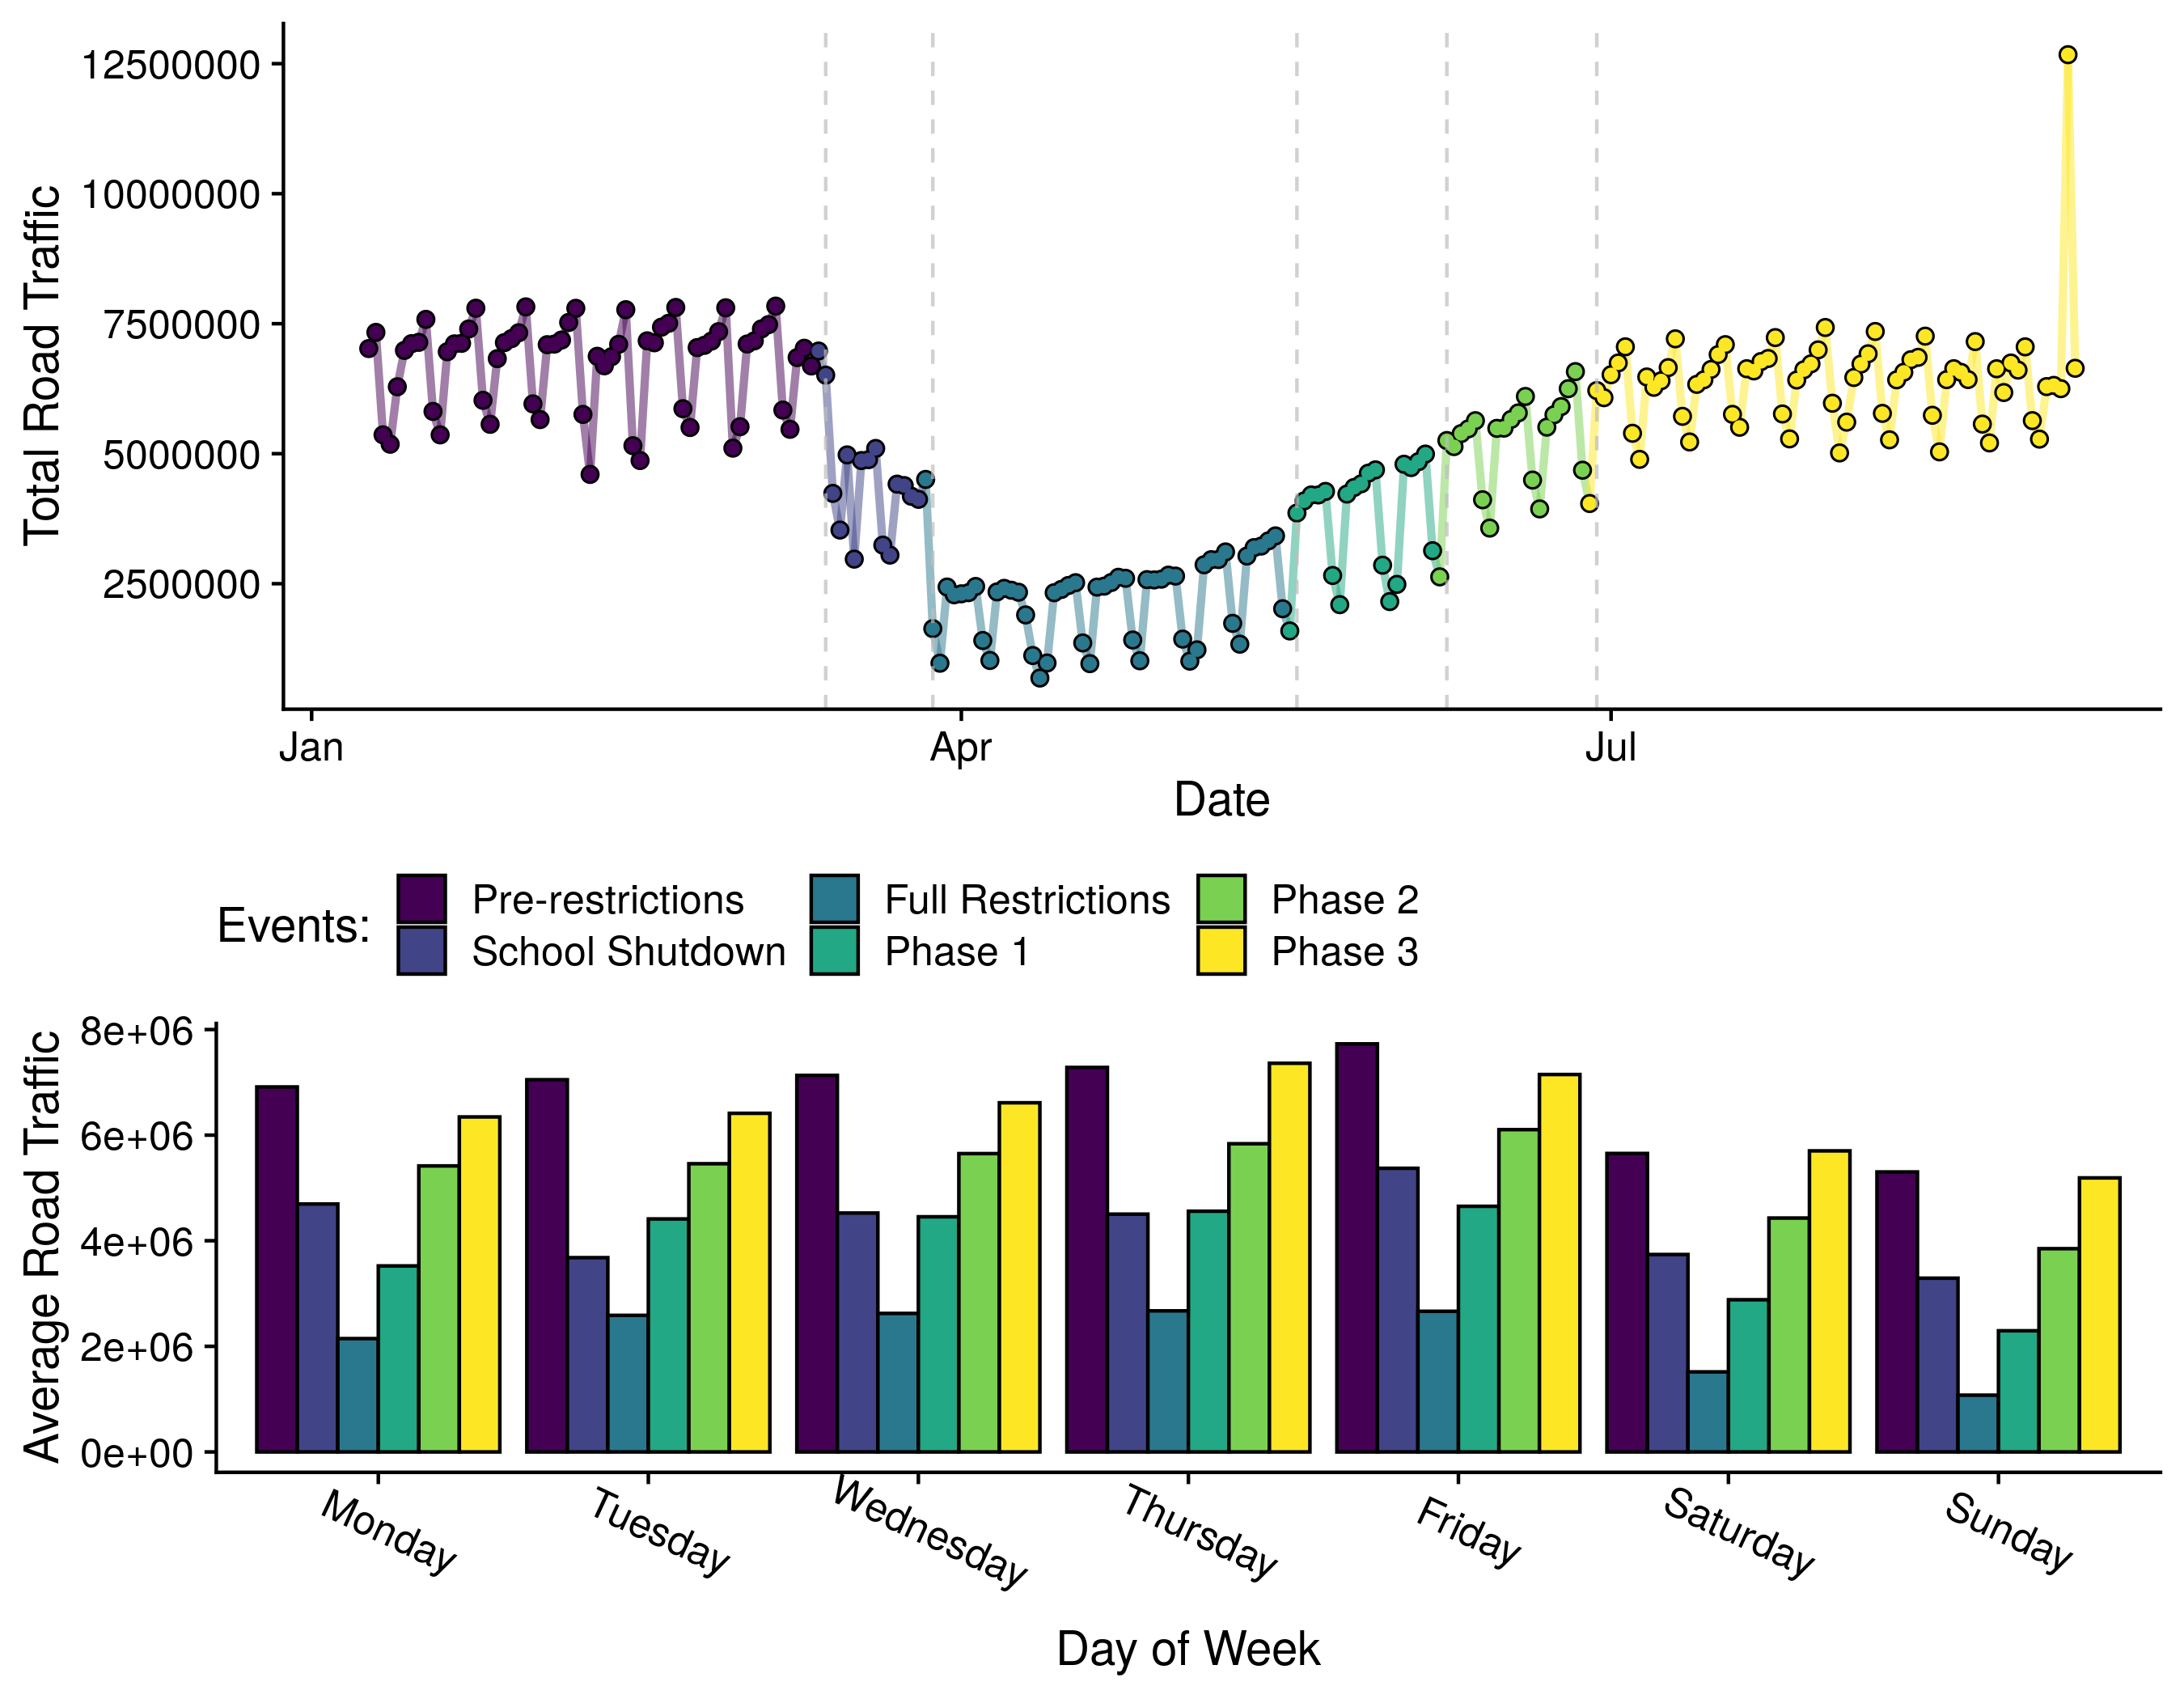 Total Road Traffic
12500000
10000000
7500000
5000000
2500000
Jan
Apr
Jul
Date
Events:
Pre-restrictions
Full Restrictions
Phase 2
School Shutdown
Phase 1
Phase 3
Average Road Traffic
8e+06
6e+06
4e+06
2e+06
0e+00
Monday
Tuesday
Wednesday
Thursday
Friday
Saturday
Sunday
Day of Week